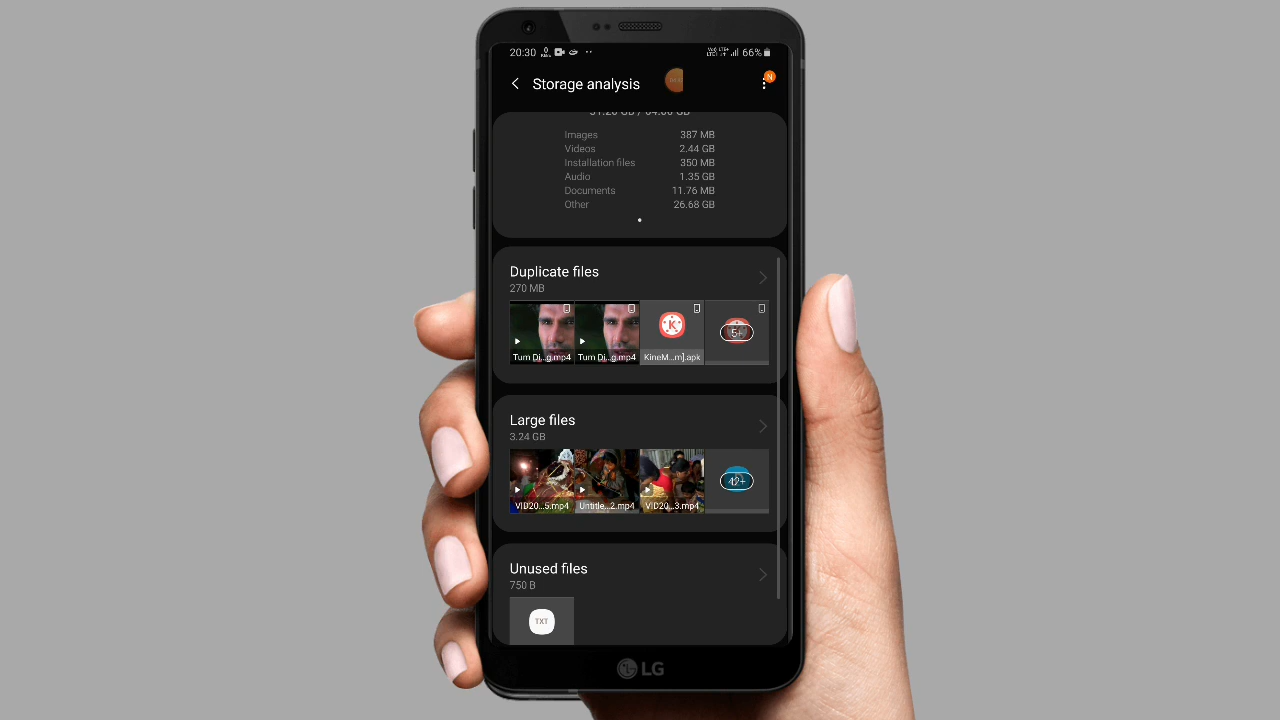 20:30
66%
Storage analysis
N
Images 387 MB
Videos 2.44 GB
Installation files 350 MB
Audio 1.35 GB
Documents 11.76 MB
Other 26.68 GB
Duplicate files
270 MB
Tum Di...g.mp4 Tum Di...g.mp4 KineM...m].apk 5+
Large files
3.24 GB
VID20...5.mp4 Untitle...2.mp4 VID20...3.mp4 42+
Unused files
750 B
TXT
LG